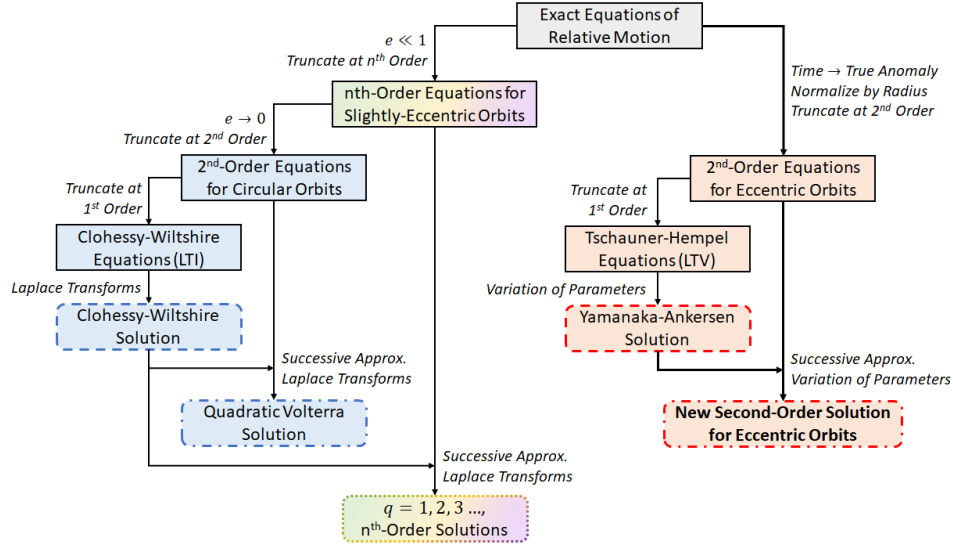 Exact Equations of
Relative Motion
e ≪ 1
Truncate at nth Order
Time → True Anomaly
Normalize by Radius
Truncate at 2nd Order
nth-Order Equations for
Slightly-Eccentric Orbits
e → 0
Truncate at 2nd Order
2nd-Order Equations
for Circular Orbits
2nd-Order Equations
for Eccentric Orbits
Truncate at
1st Order
Truncate at
1st Order
Clohessy-Wiltshire
Equations (LTI)
Tschauner-Hempel
Equations (LTV)
Laplace Transforms
Variation of Parameters
Clohessy-Wiltshire
Solution
Yamanaka-Ankersen
Solution
Successive Approx.
Laplace Transforms
Successive Approx.
Variation of Parameters
Quadratic Volterra
Solution
New Second-Order Solution
for Eccentric Orbits
Successive Approx.
Laplace Transforms
q = 1, 2, 3 ...,
nth-Order Solutions